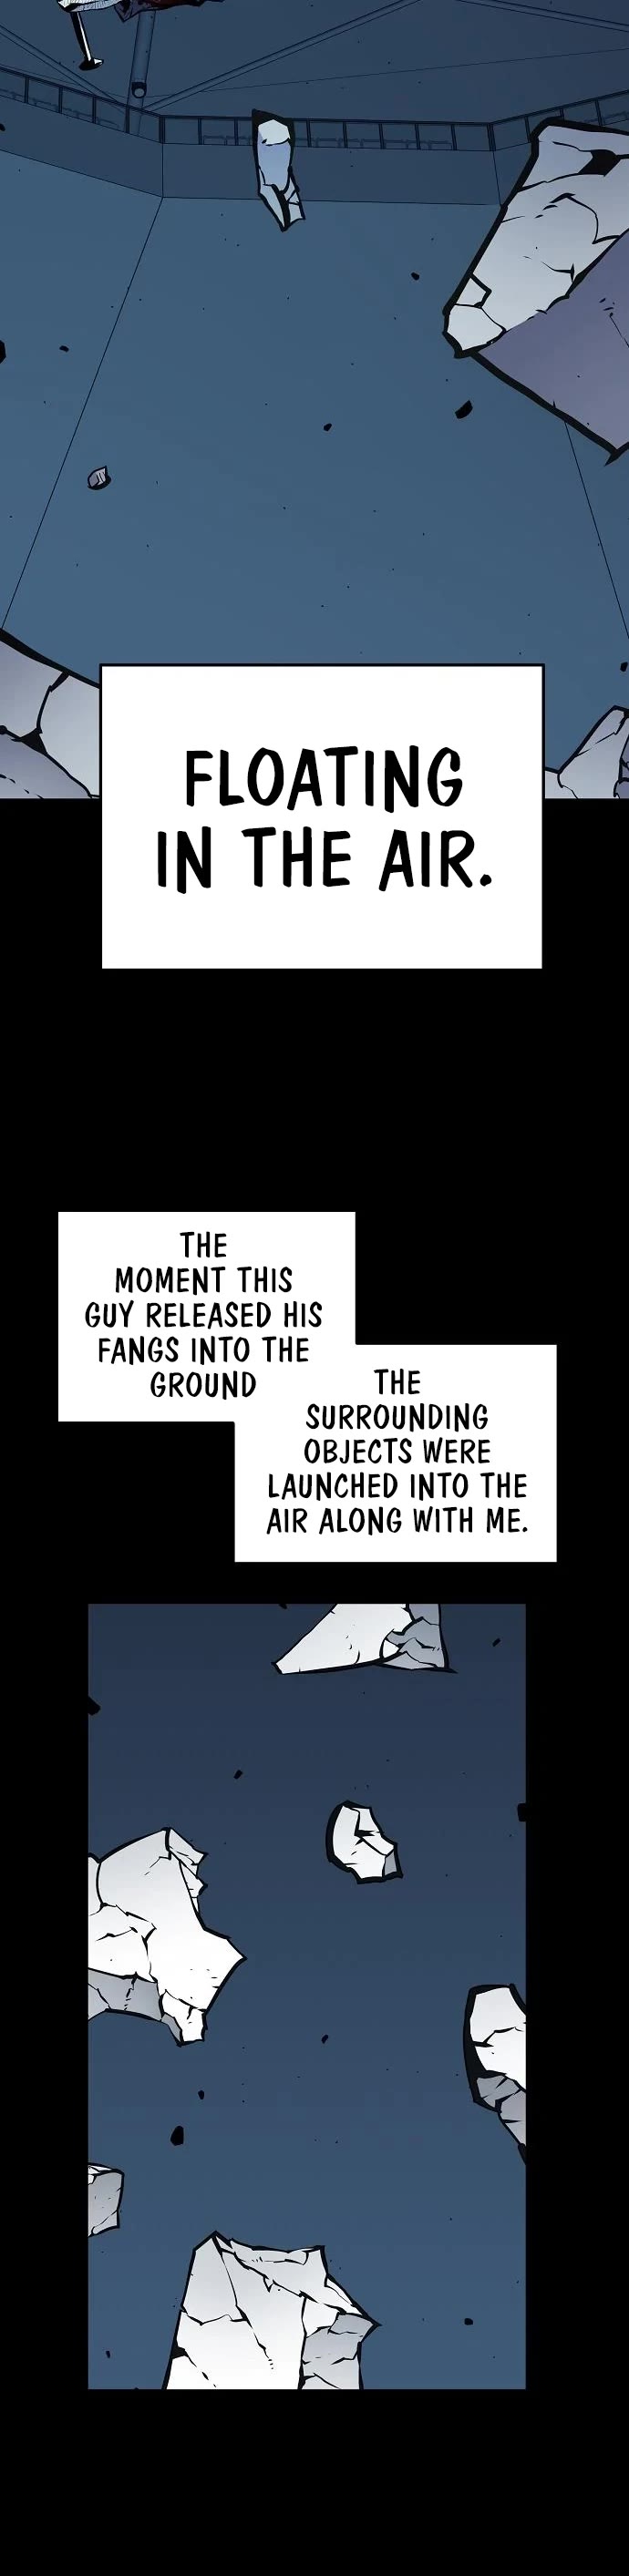 FLOATING
IN THE AIR.
THE
MOMENT THIS
GUY RELEASED HIS
FANGS INTO THE
GROUND
THE
SURROUNDING
OBJECTS WERE
LAUNCHED INTO THE
AIR ALONG WITH ME.